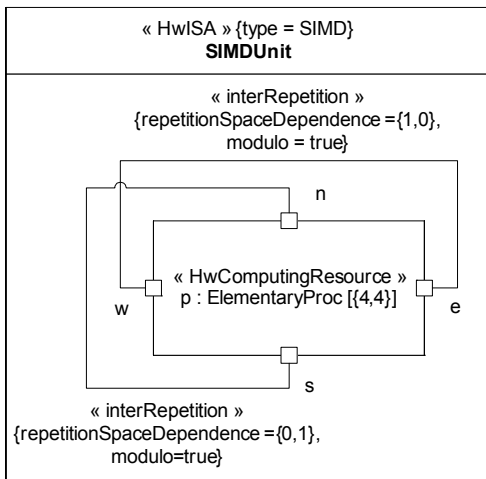 « HwISA » {type = SIMD}
SIMDUnit
« interRepetition »
{repetitionSpaceDependence ={1,0},
modulo = true}
n
« HwComputingResource »
p : ElementaryProc [{4,4}]
w
e
s
« interRepetition »
{repetitionSpaceDependence ={0,1},
modulo=true}